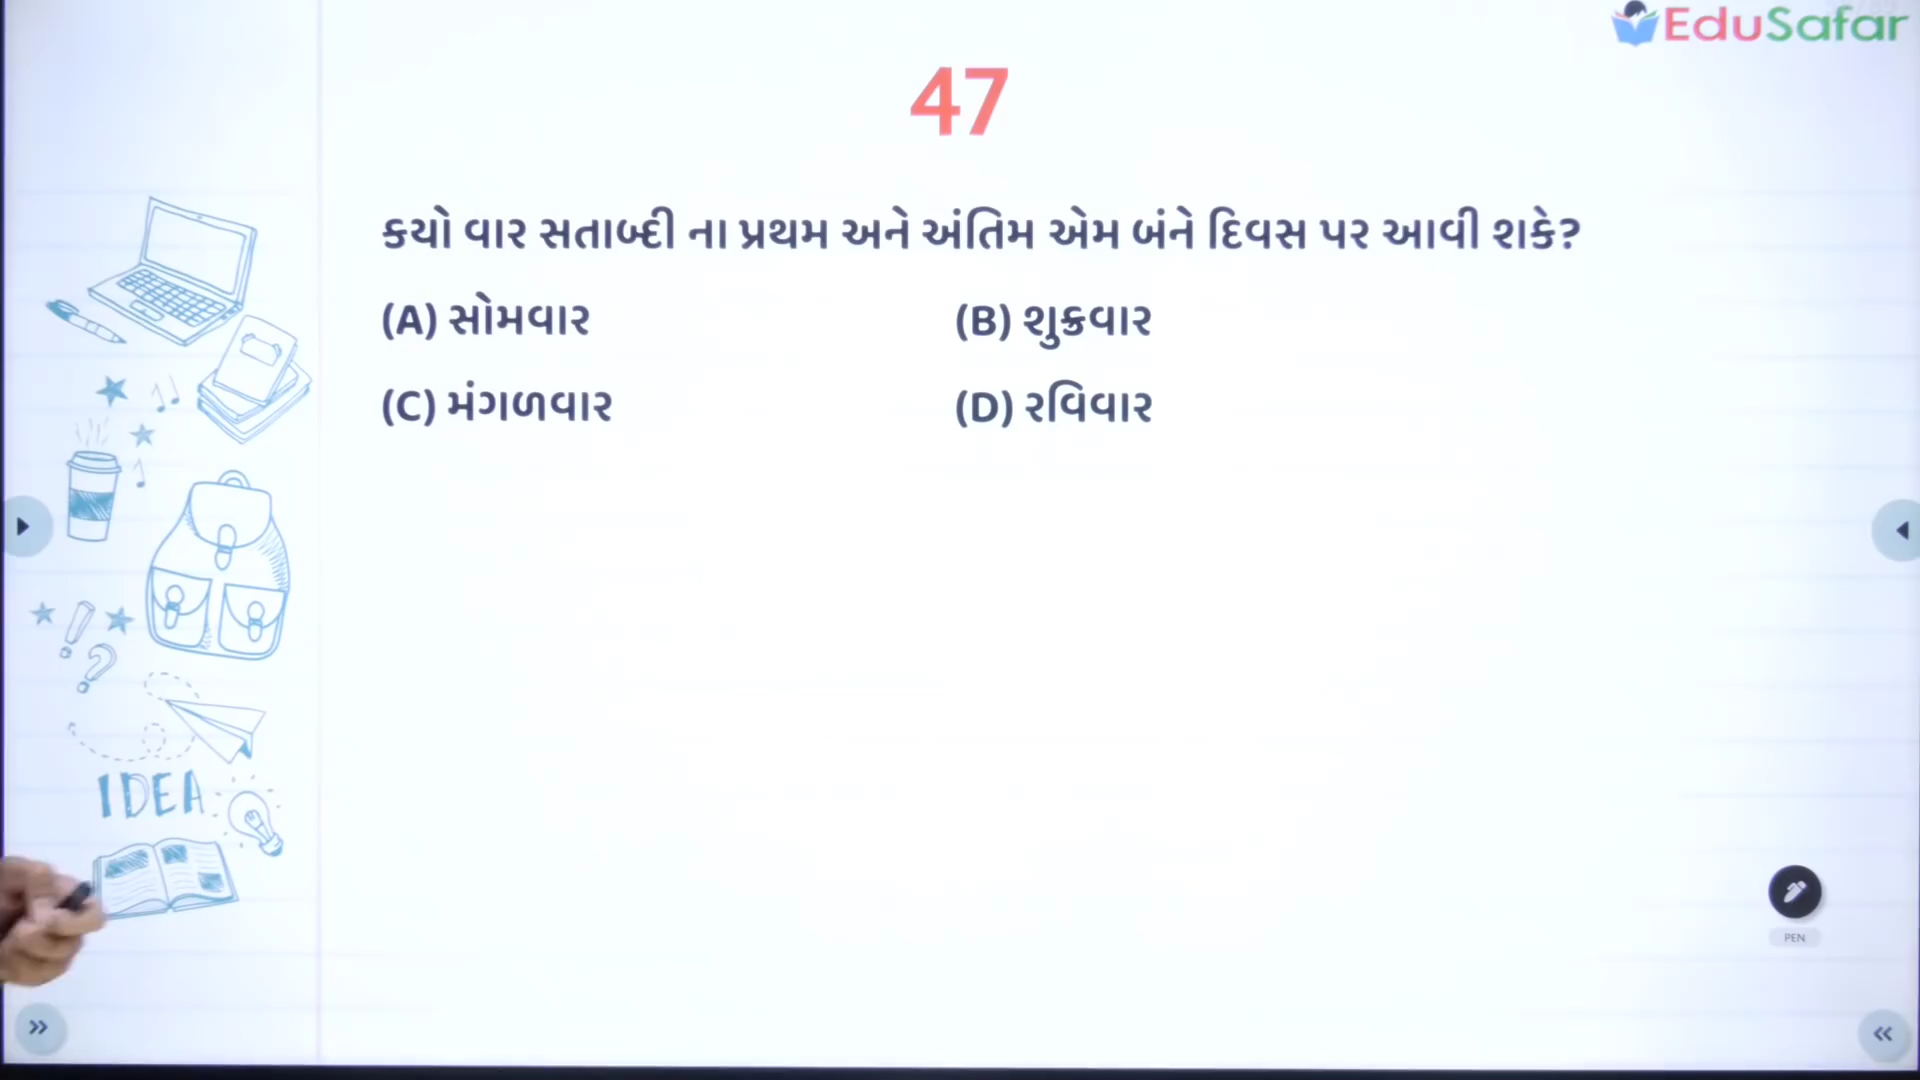 EduSafar
47
કયો વાર સતાબ્દી ના પ્રથમ અને અંતિમ એમ બંને દિવસ પર આવી શકે?
(A) સોમવાર (B) શુક્રવાર
(C) મંગળવાર (D) રવિવાર
IDEA
PEN